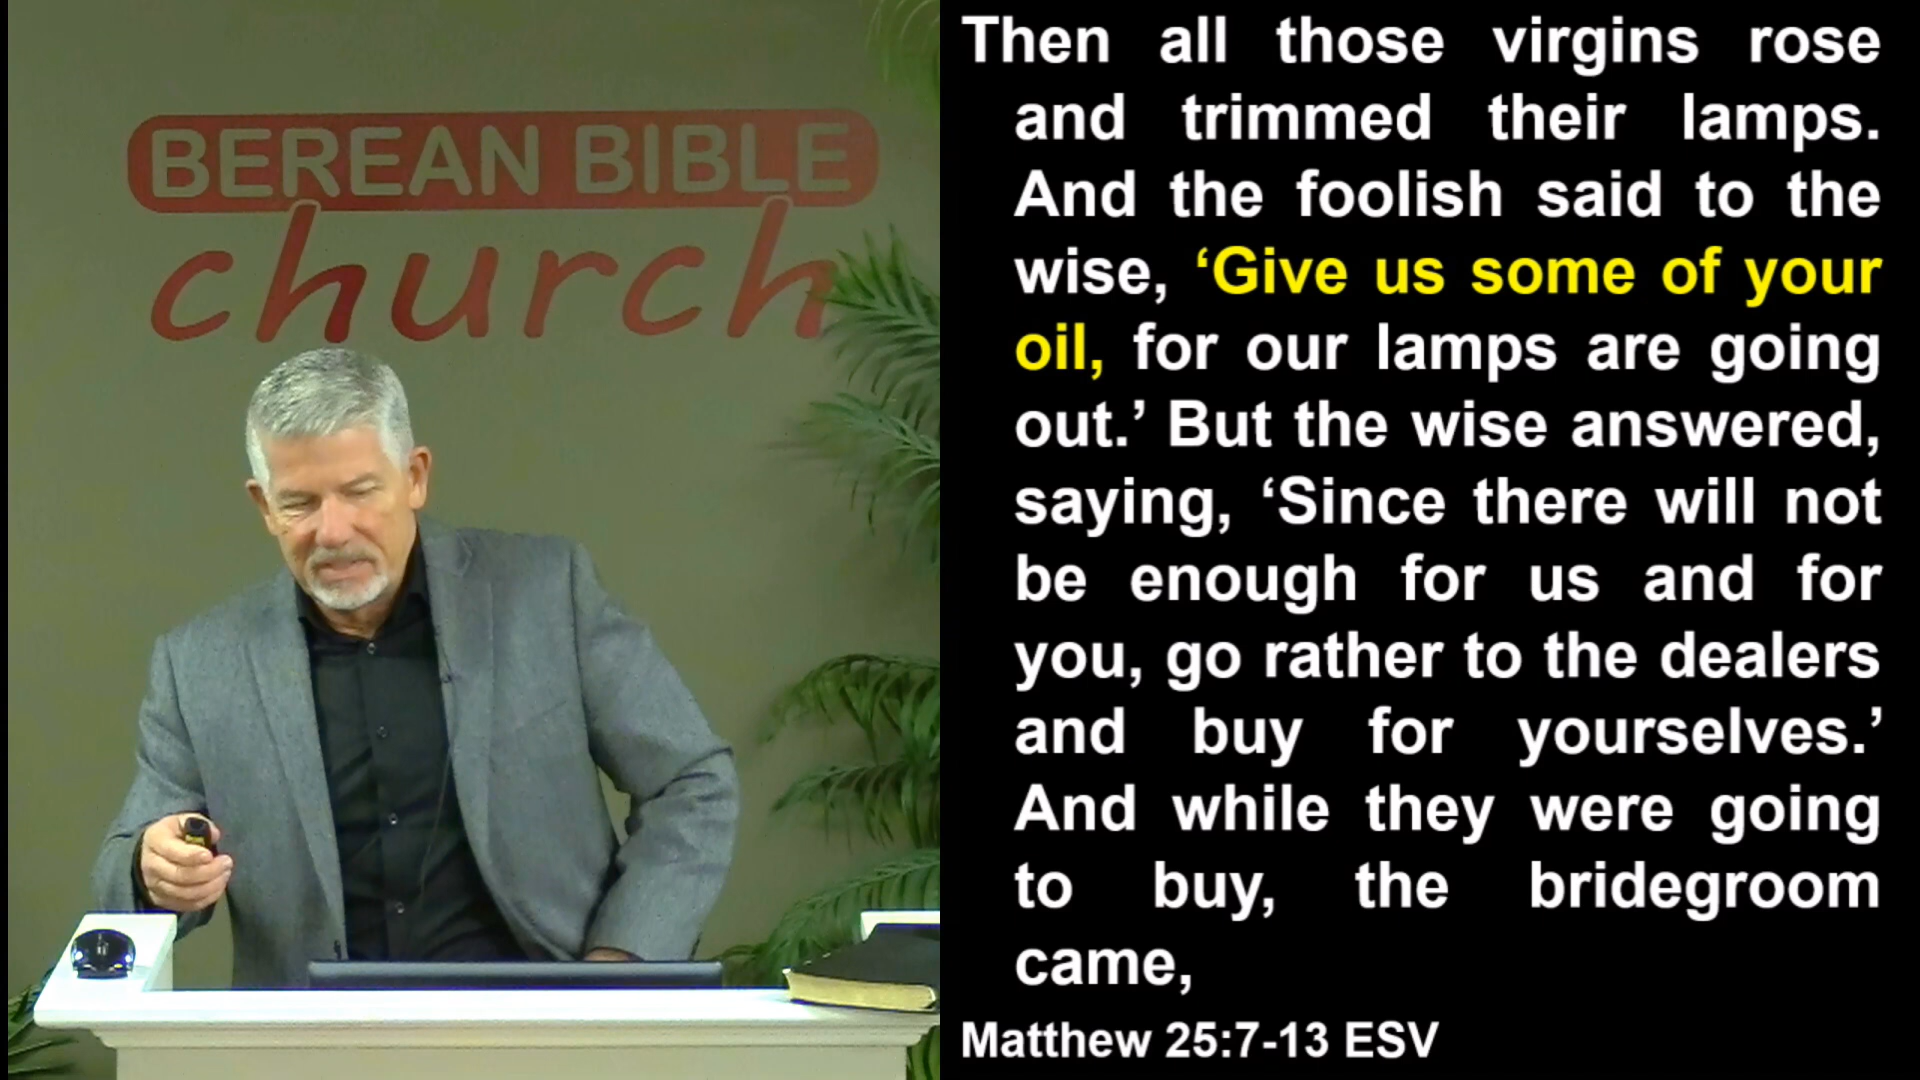 BEREAN BIBLE
church
Then all those virgins rose
and trimmed their lamps.
And the foolish said to the
wise, ‘Give us some of your
oil, for our lamps are going
out.’ But the wise answered,
saying, ‘Since there will not
be enough for us and for
you, go rather to the dealers
and buy for yourselves.’
And while they were going
to buy, the bridegroom
came,
Matthew 25:7-13 ESV